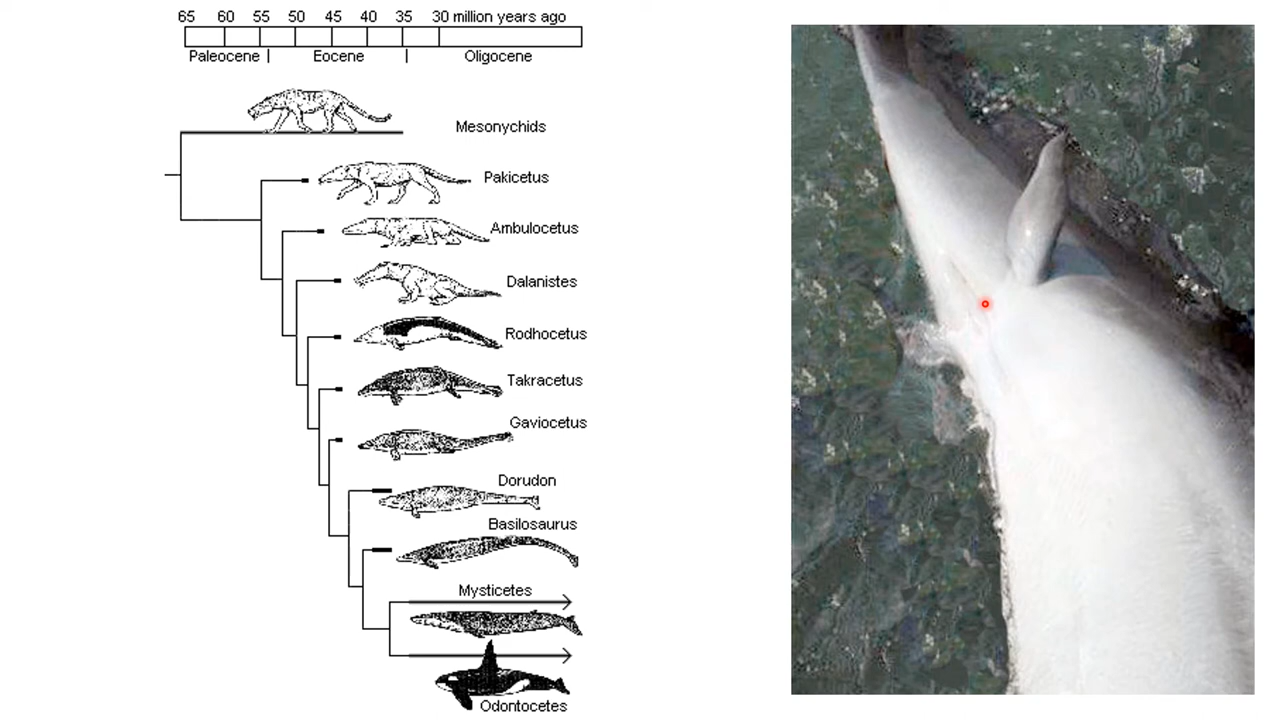 65 60 55 50 45 40 35 30 million years ago
Paleocene | Eocene | Oligocene
Mesonychids
Pakicetus
Ambulocetus
Dalanistes
Rodhocetus
Takracetus
Gaviocetus
Dorudon
Basilosaurus
Mysticetes
Odontocetes